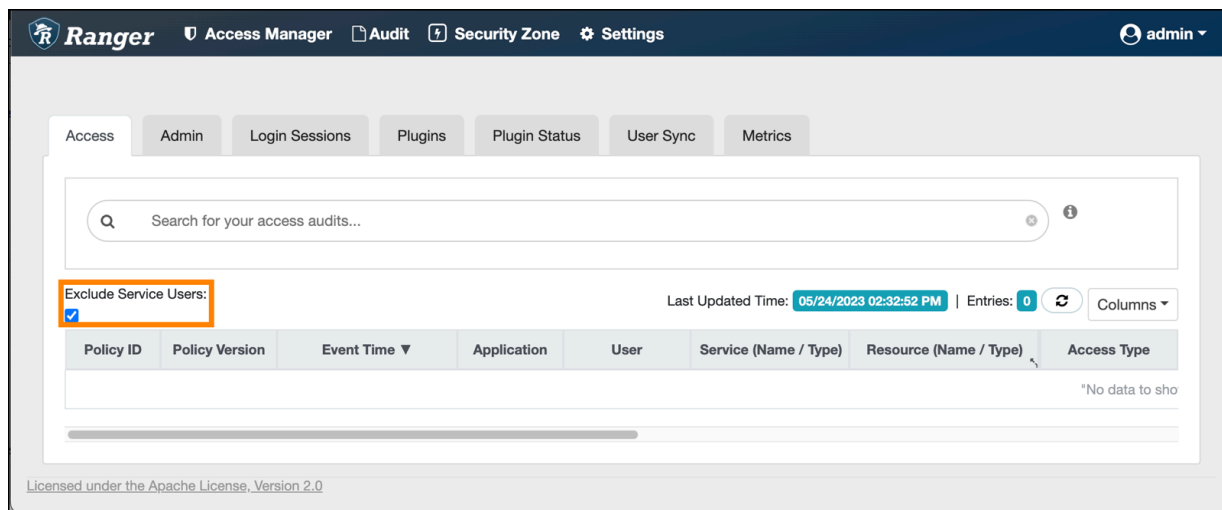 Ranger Access Manager Audit Security Zone Settings admin
Access Admin Login Sessions Plugins Plugin Status User Sync Metrics
Search for your access audits...
Exclude Service Users:
Last Updated Time: 05/24/2023 02:32:52 PM | Entries: 0 Columns
Policy ID Policy Version Event Time ▼ Application User Service (Name / Type) Resource (Name / Type) Access Type
"No data to sho
Licensed under the Apache License, Version 2.0